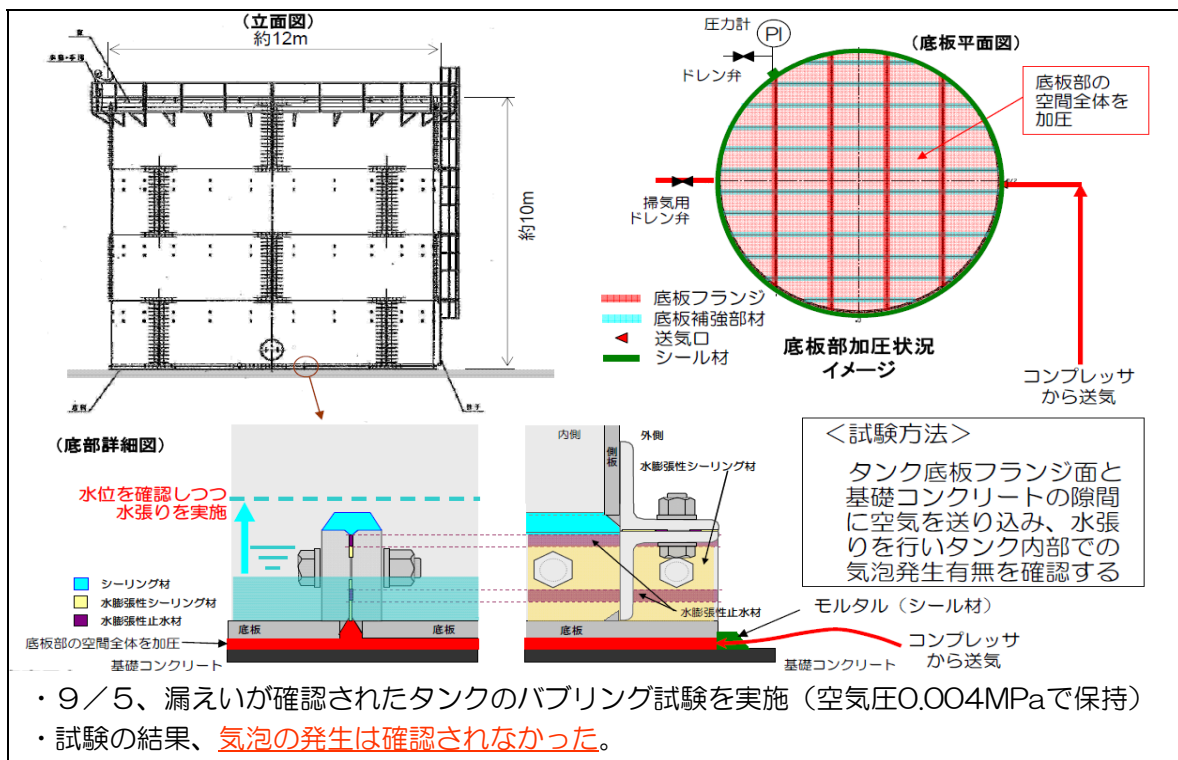 (立面図)
約12m
蓋
約10m
圧力計
PI
ドレン弁
(底板平面図)
底板部の
空間全体を
加圧
掃気用
ドレン弁
底板フランジ
底板補強部材
送気口
シール材
底板部加圧状況
イメージ
コンプレッサ
から送気
(底部詳細図)
水位を確認しつつ
水張りを実施
シーリング材
水膨張性シーリング材
水膨張性止水材
底板
底板
底板部の空間全体を加圧
基礎コンクリート
内側
外側
側板
水膨張性シーリング材
水膨張性止水材
底板
モルタル(シール材)
コンプレッサ
から送気
基礎コンクリート
<試験方法>
タンク底板フランジ面と
基礎コンクリートの隙間
に空気を送り込み、水張
りを行いタンク内部での
気泡発生有無を確認する
・9/5、漏えいが確認されたタンクのバブリング試験を実施(空気圧0.004MPaで保持)
・試験の結果、気泡の発生は確認されなかった。